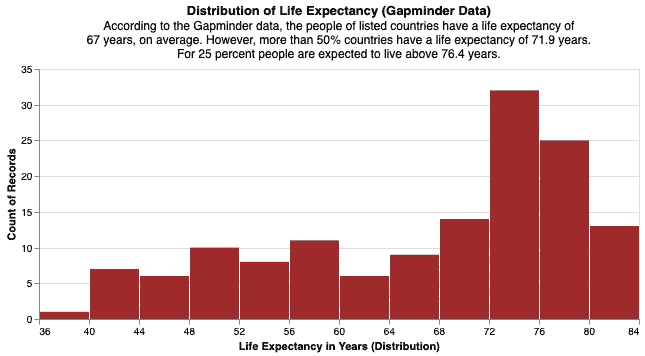 Distribution of Life Expectancy (Gapminder Data)
According to the Gapminder data, the people of listed countries have a life expectancy of
67 years, on average. However, more than 50% countries have a life expectancy of 71.9 years.
For 25 percent people are expected to live above 76.4 years.
35
30
25
20
15
10
5
0
Count of Records
36 40 44 48 52 56 60 64 68 72 76 80 84
Life Expectancy in Years (Distribution)